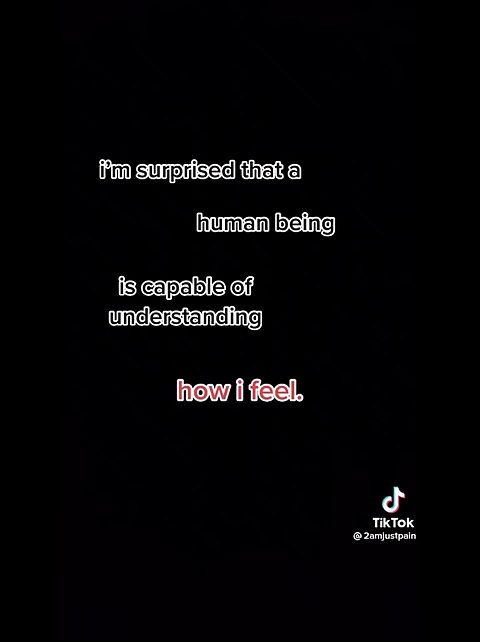 i'm surprised that a
human being
is capable of
understanding
how i feel.
TikTok
@ 2amjustpain